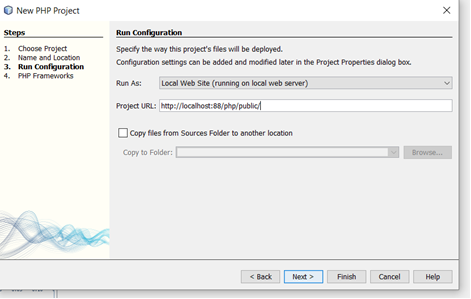 New PHP Project
Steps
1. Choose Project
2. Name and Location
3. Run Configuration
4. PHP Frameworks
Run Configuration
Specify the way this project's files will be deployed.
Configuration settings can be added and modified later in the Project Properties dialog box.
Run As: Local Web Site (running on local web server)
Project URL: http://localhost:88/php/public/
Copy files from Sources Folder to another location
Copy to Folder: Browse...
< Back Next > Finish Cancel Help